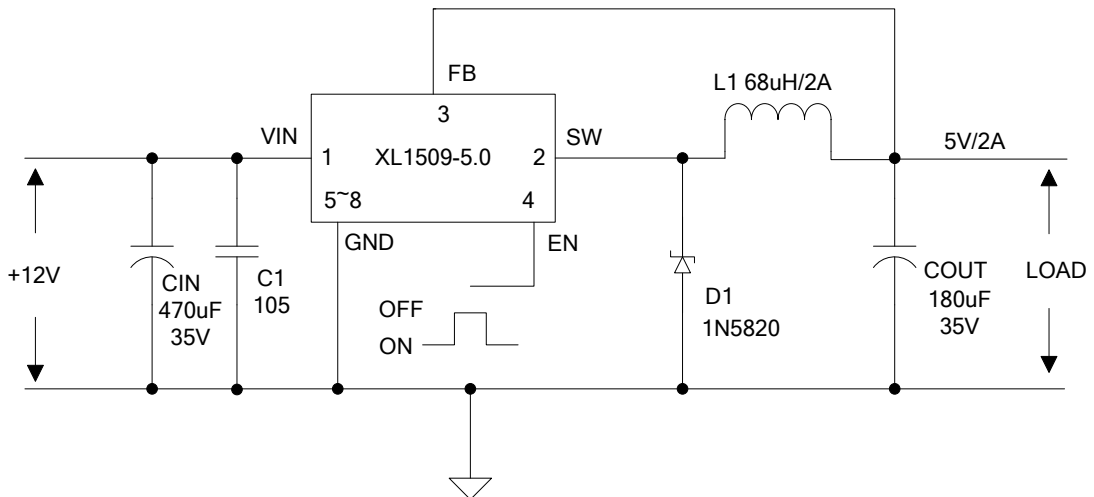 FB
L1 68uH/2A
3
VIN
SW
5V/2A
1
XL1509-5.0
2
5~8
4
GND
EN
+12V
CIN
470uF
35V
C1
105
OFF
ON
D1
1N5820
COUT
180uF
35V
LOAD